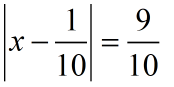 |x − 1/10| = 9/10